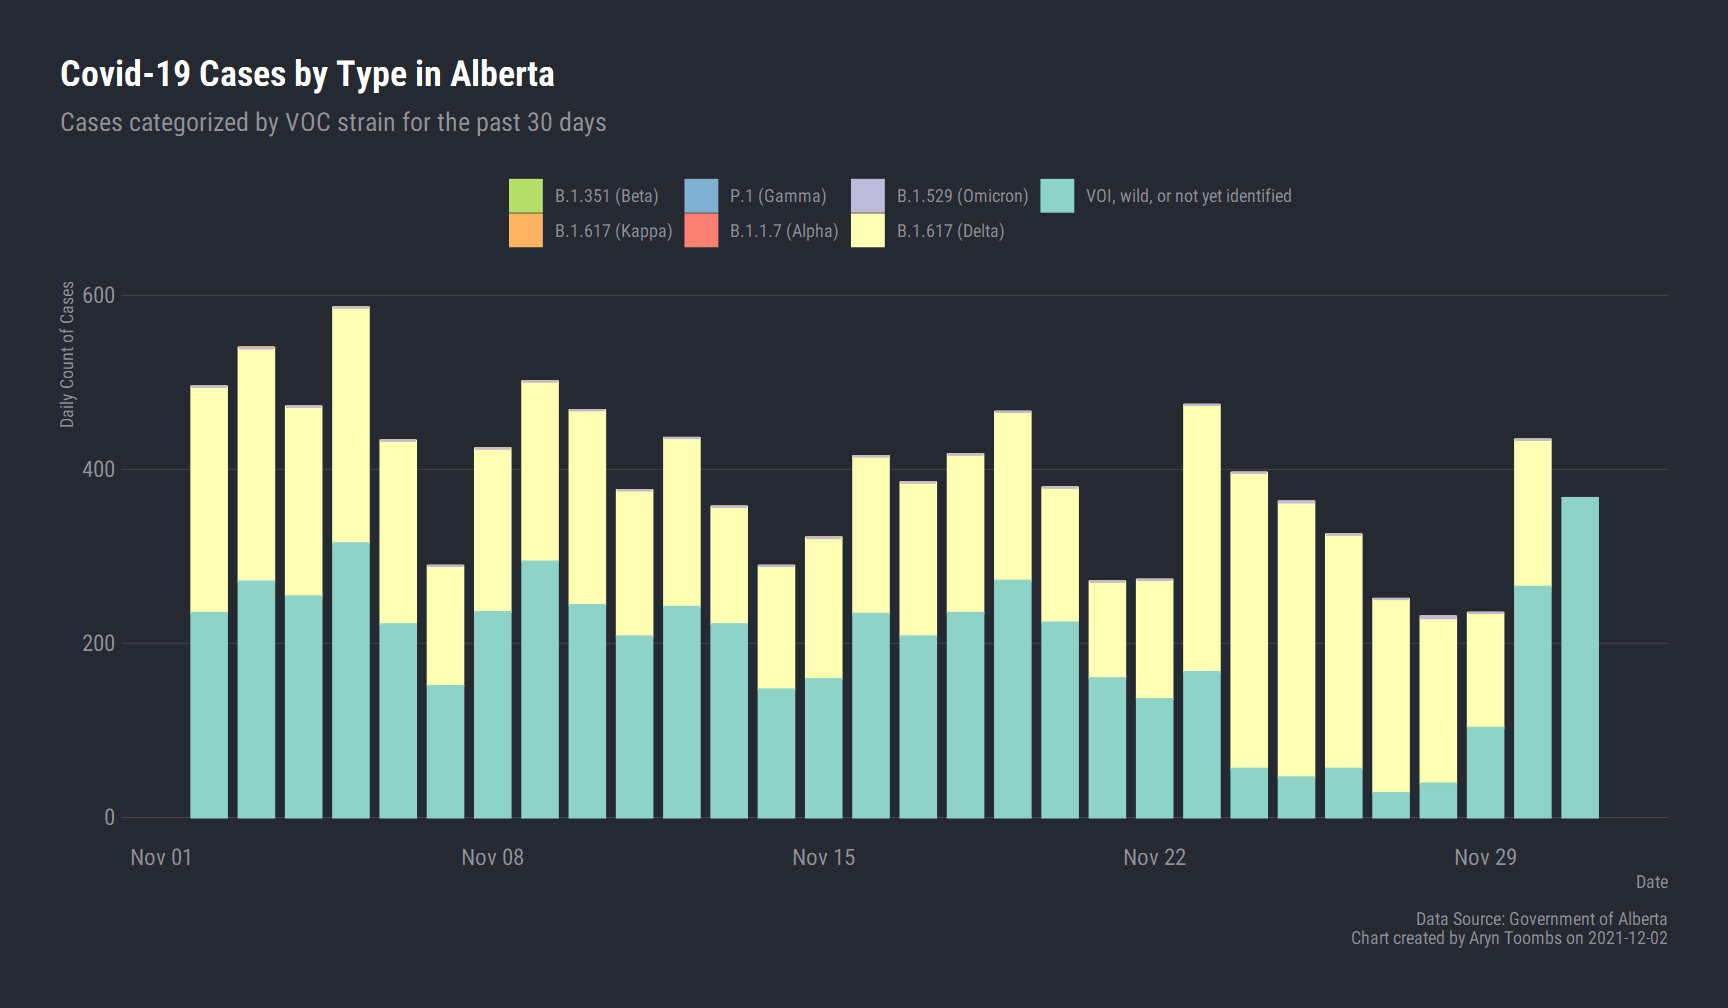 Covid-19 Cases by Type in Alberta
Cases categorized by VOC strain for the past 30 days
B.1.351 (Beta) P.1 (Gamma) B.1.529 (Omicron) VOI, wild, or not yet identified
B.1.617 (Kappa) B.1.1.7 (Alpha) B.1.617 (Delta)
Daily Count of Cases
600
400
200
0
Nov 01 Nov 08 Nov 15 Nov 22 Nov 29
Date
Data Source: Government of Alberta
Chart created by Aryn Toombs on 2021-12-02